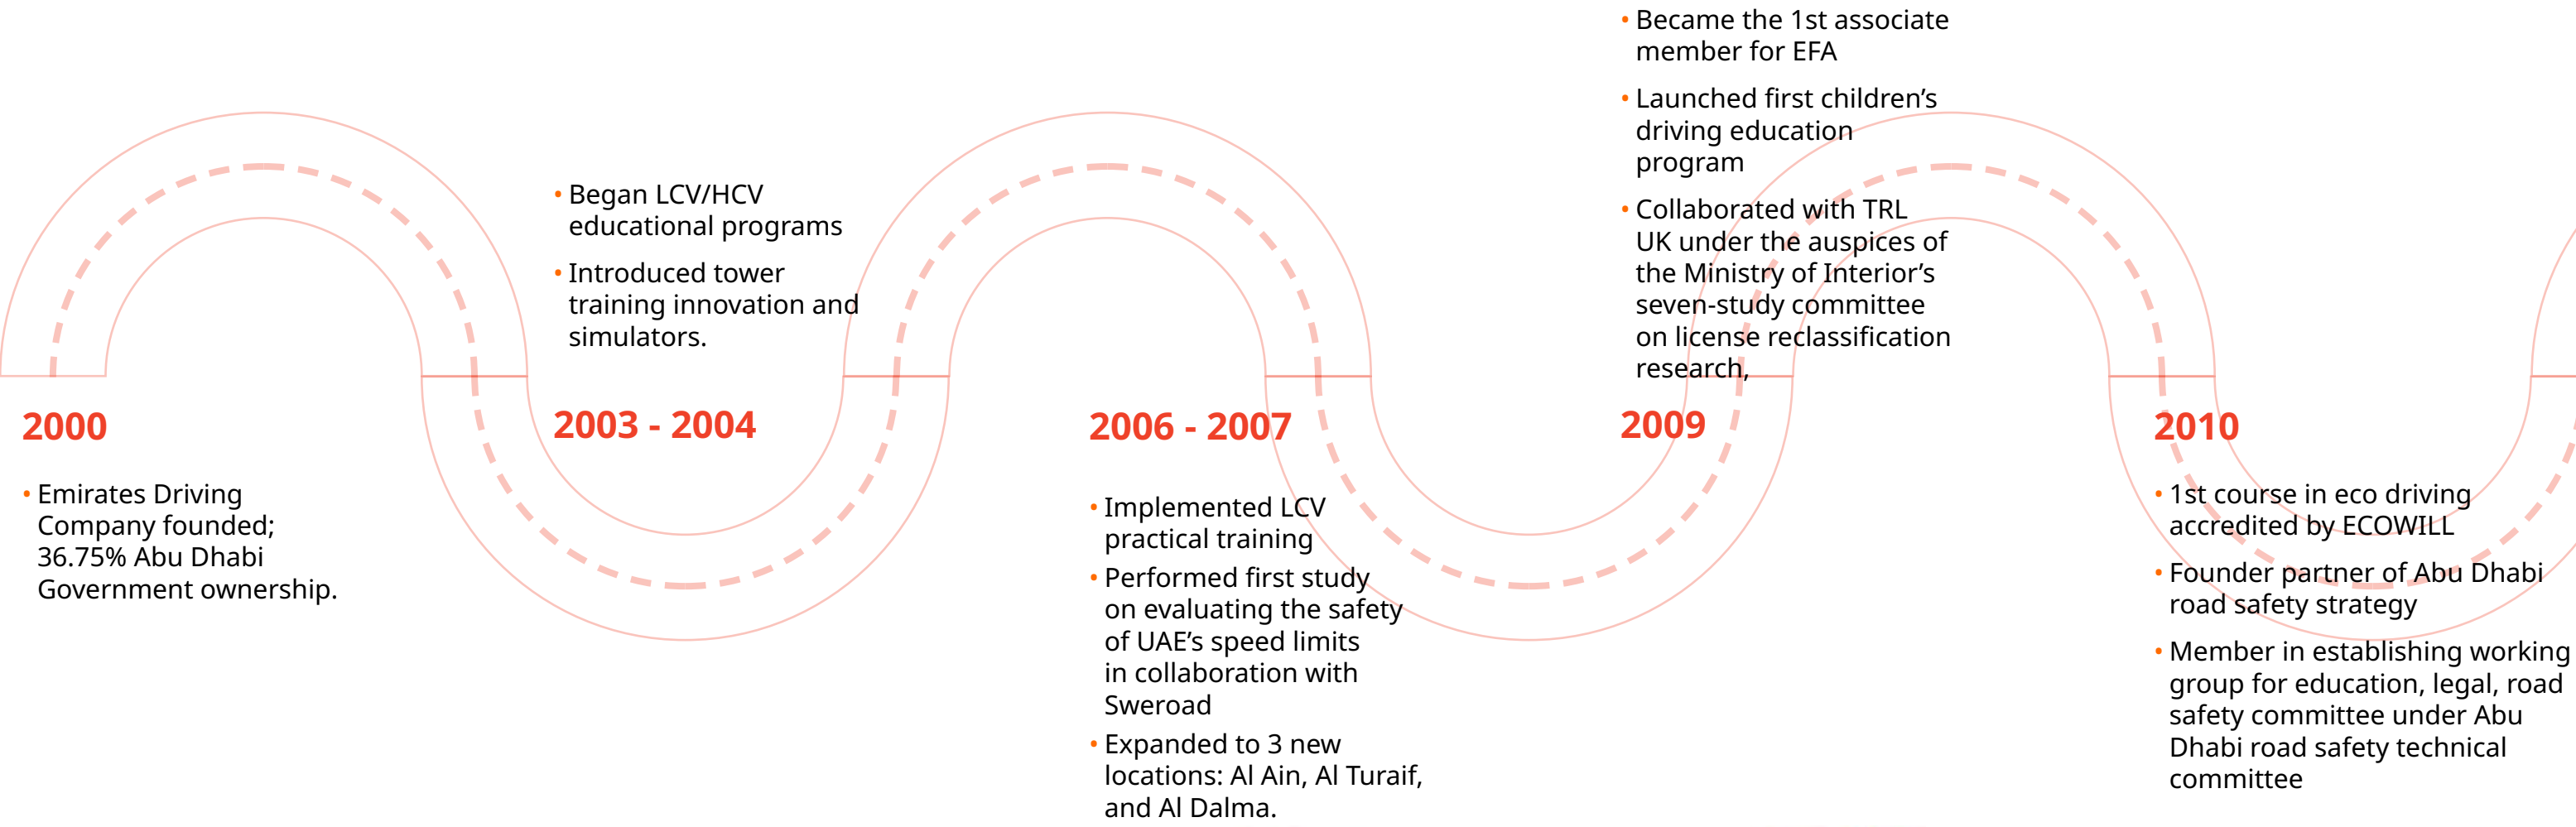 2000
• Emirates Driving
Company founded;
36.75% Abu Dhabi
Government ownership.
• Began LCV/HCV
educational programs
• Introduced tower
training innovation and
simulators.
2003 - 2004
2006 - 2007
• Implemented LCV
practical training
• Performed first study
on evaluating the safety
of UAE’s speed limits
in collaboration with
Sweroad
• Expanded to 3 new
locations: Al Ain, Al Turaif,
and Al Dalma.
• Became the 1st associate
member for EFA
• Launched first children’s
driving education
program
• Collaborated with TRL
UK under the auspices of
the Ministry of Interior’s
seven-study committee
on license reclassification
research,
2009
2010
• 1st course in eco driving
accredited by ECOWILL
• Founder partner of Abu Dhabi
road safety strategy
• Member in establishing working
group for education, legal, road
safety committee under Abu
Dhabi road safety technical
committee